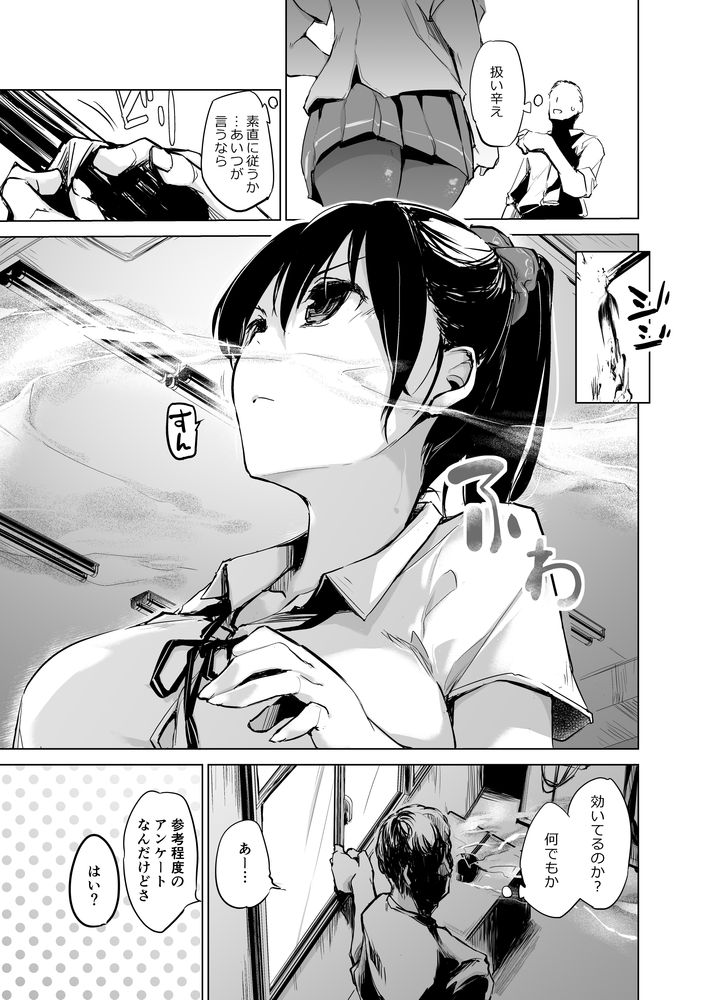 扱い辛え
素直に従うか
…あいつが
言うなら
ジジッ
ふわ
すん
効いてるのか?
何でもか
あー…
参考程度の
アンケート
なんだけどさ
はい?